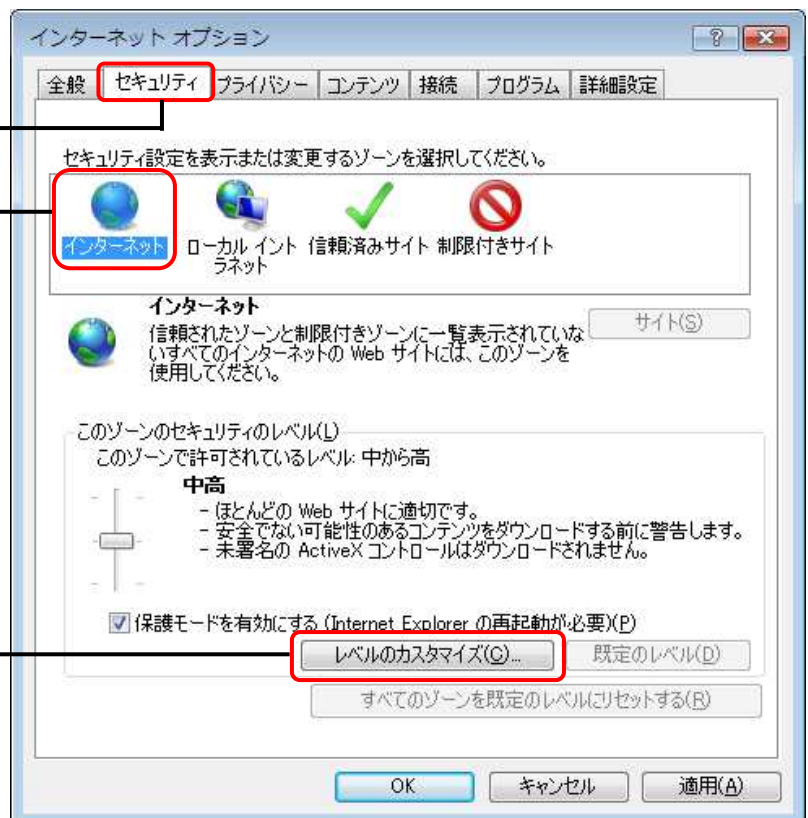 インターネット オプション
全般 セキュリティ プライバシー コンテンツ 接続 プログラム 詳細設定
セキュリティ設定を表示または変更するゾーンを選択してください。
インターネット ローカル イント 信頼済みサイト 制限付きサイト
ラネット
インターネット
サイト(S)
信頼されたゾーンと制限付きゾーンに一覧表示されていな
いすべてのインターネットの Web サイトには、このゾーンを
使用してください。
このゾーンのセキュリティのレベル(L)
このゾーンで許可されているレベル: 中から高
中高
- ほとんどの Web サイトに適切です。
- 安全でない可能性のあるコンテンツをダウンロードする前に警告します。
- 未署名の ActiveX コントロールはダウンロードされません。
保護モードを有効にする (Internet Explorer の再起動が必要)(P)
レベルのカスタマイズ(C)... 既定のレベル(D)
すべてのゾーンを既定のレベルにリセットする(R)
OK キャンセル 適用(A)